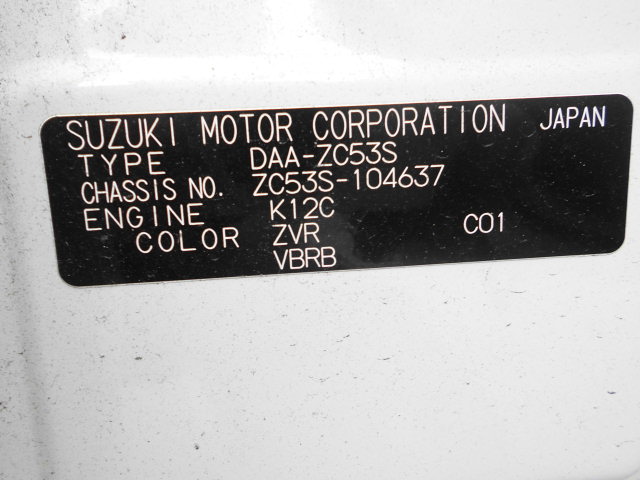 SUZUKI MOTOR CORPORATION JAPAN
TYPE DAA-ZC53S
CHASSIS NO. ZC53S-104637
ENGINE K12C
COLOR ZVR C01
VBRB